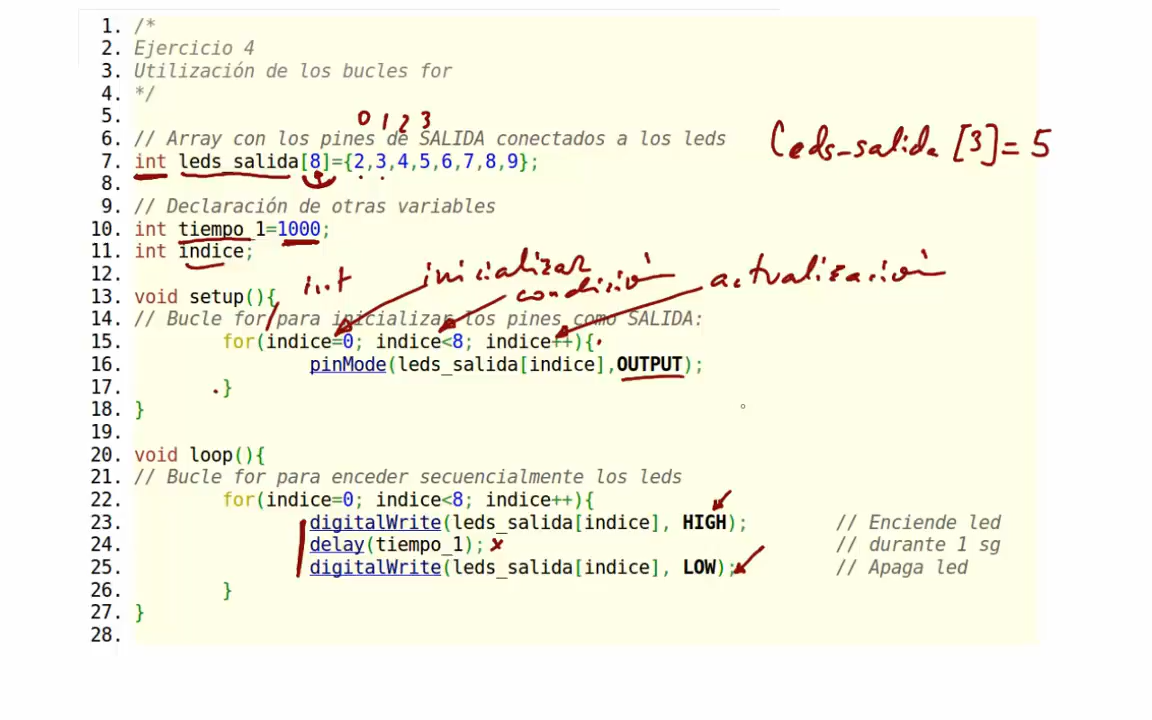 1. /*
2. Ejercicio 4
3. Utilización de los bucles for
4. */
5.
0 1 2 3
6. // Array con los pines de SALIDA conectados a los leds
leds_salida [3]= 5
7. int leds_salida[8]={2,3,4,5,6,7,8,9};
8.
9. // Declaración de otras variables
10. int tiempo_1=1000;
11. int indice;
12.
int inicializar condición actualización
13. void setup(){
14. // Bucle for para inicializar los pines como SALIDA:
15. for(indice=0; indice<8; indice++){
16. pinMode(leds_salida[indice],OUTPUT);
17. }
18. }
19.
20. void loop(){
21. // Bucle for para enceder secuencialmente los leds
22. for(indice=0; indice<8; indice++){
23. digitalWrite(leds_salida[indice], HIGH); // Enciende led
24. delay(tiempo_1); // durante 1 sg
25. digitalWrite(leds_salida[indice], LOW); // Apaga led
26. }
27. }
28.